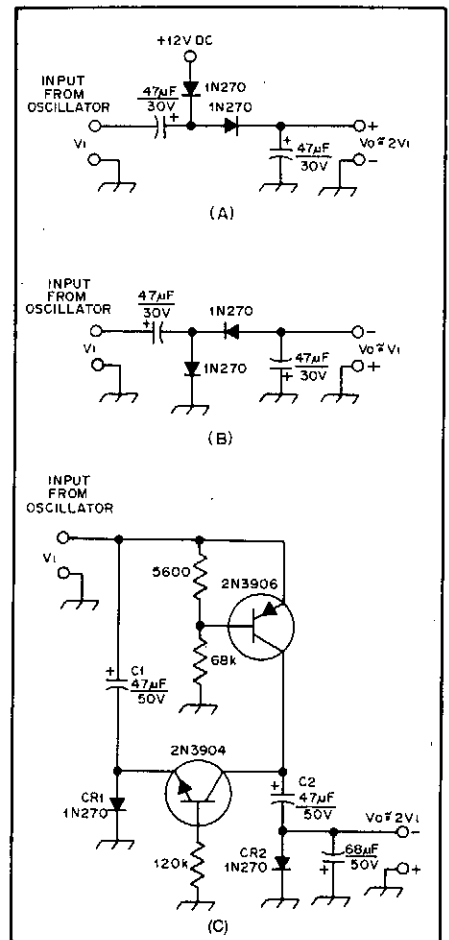 +12V DC
INPUT
FROM
OSCILLATOR
47µF
30V
+
1N270
1N270
VI
+
47µF
30V
+
−
Vo≅2VI
(A)
INPUT
FROM
OSCILLATOR
47µF
30V
+
1N270
VI
1N270
47µF
30V
+
−
+
Vo≅VI
(B)
INPUT
FROM
OSCILLATOR
VI
5600
2N3906
68k
+
C1
47µF
50V
2N3904
CR1
1N270
120k
+
C2
47µF
50V
CR2
1N270
68µF
50V
+
Vo≅2VI
−
+
(C)